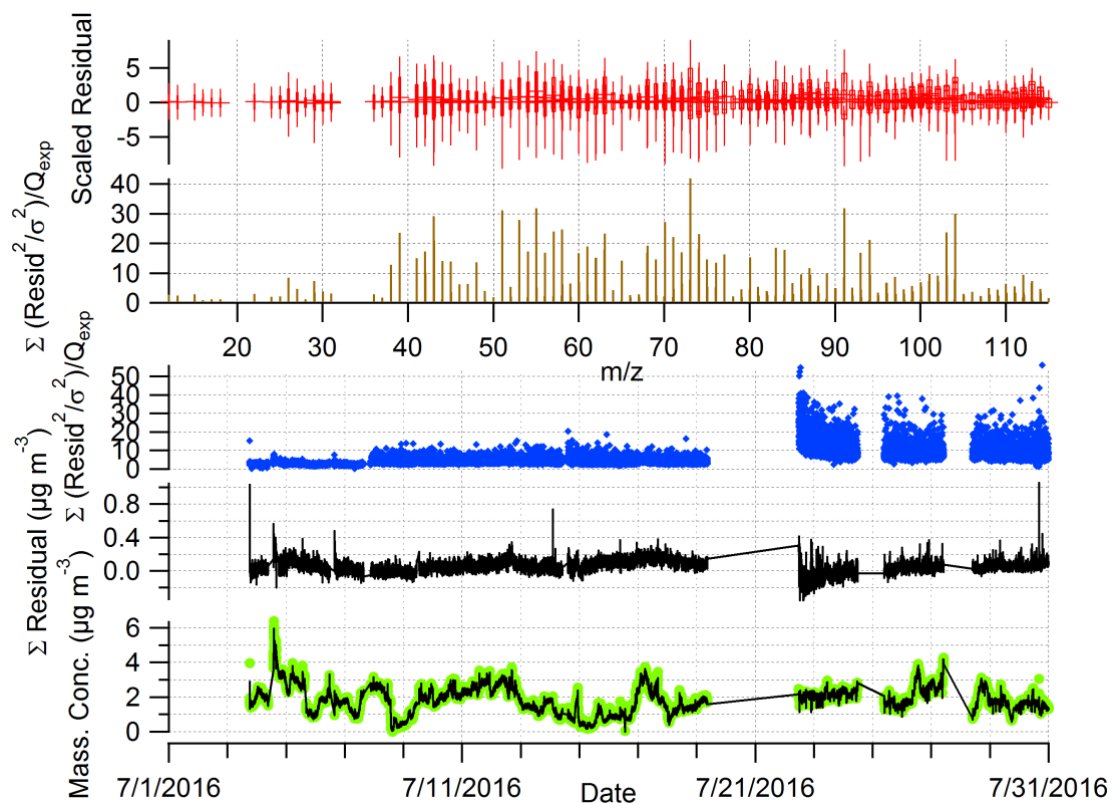 Scaled Residual
5
0
-5
Σ (Resid²/σ²)/Q_exp
40
30
20
10
0
20 30 40 50 60 70 80 90 100 110
m/z
Σ (Resid²/σ²)/Q_exp
50
40
30
20
10
0
Σ Residual (µg m⁻³)
0.8
0.4
0.0
Mass. Conc. (µg m⁻³)
6
4
2
0
7/1/2016 7/11/2016 7/21/2016 7/31/2016
Date